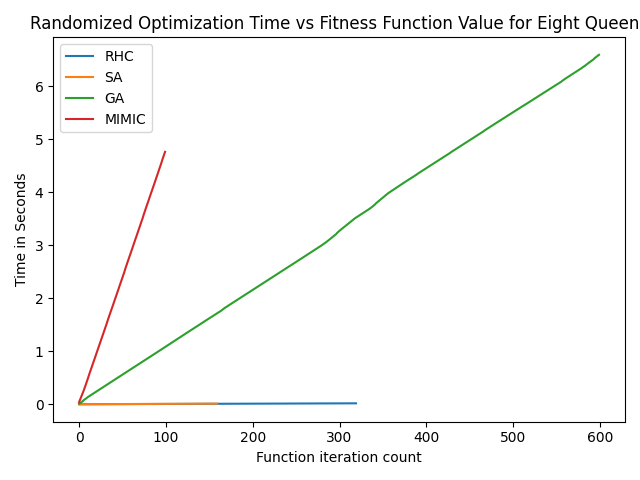 Randomized Optimization Time vs Fitness Function Value for Eight Queen
RHC
SA
GA
MIMIC
Time in Seconds
6
5
4
3
2
1
0
0 100 200 300 400 500 600
Function iteration count